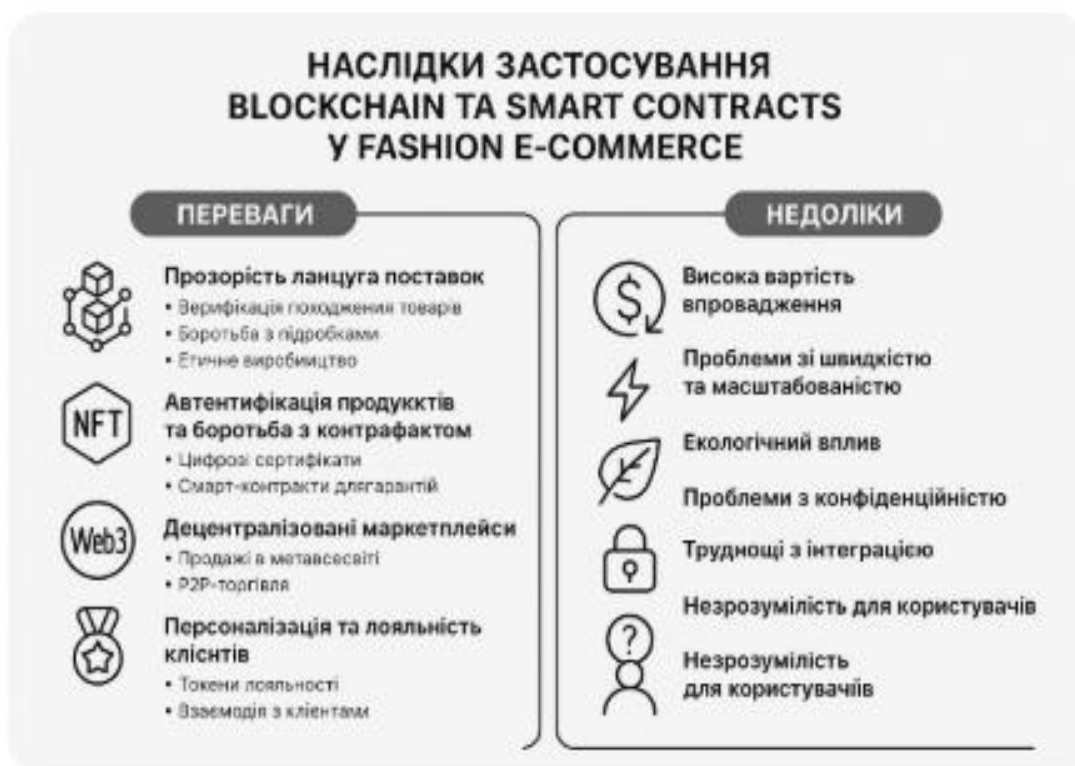 НАСЛІДКИ ЗАСТОСУВАННЯ
BLOCKCHAIN ТА SMART CONTRACTS
У FASHION E-COMMERCE
ПЕРЕВАГИ
Прозорість ланцуга поставок
• Верифікація походження товарів
• Боротьба з підробками
• Етичне виробництво
NFT
Автентифікація продукктів
та боротьба з контрафактом
• Цифрозі сертифікати
• Смарт-контракти длягарантій
Web3
Децентралізовані маркетплейси
• Продажі в метавсесвіті
• P2P-торгівля
Персоналізація та лояльність
клієнтів
• Токени лояльності
• Взаємодія з клієнтами
НЕДОЛІКИ
$
Висока вартість
впровадження
Проблеми зі швидкістю
та масштабованістю
Екологічний вплив
Проблеми з конфіденційністю
Труднощі з інтеграцією
Незрозумілість для користувачів
?
Незрозумілість
для користувачіїв